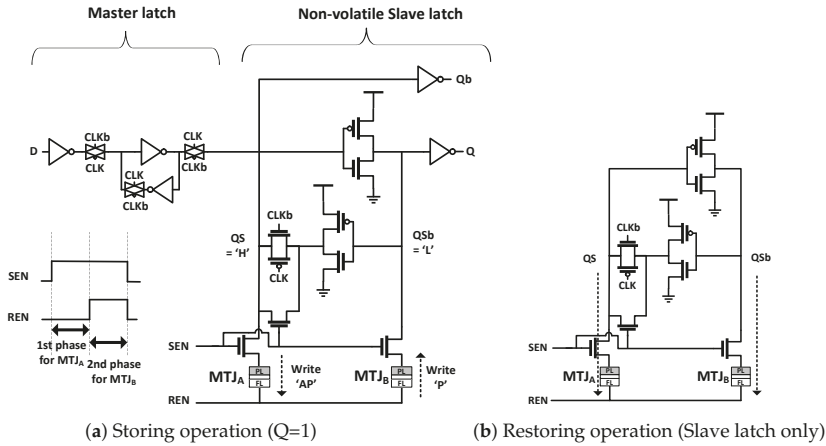 Master latch
Non-volatile Slave latch
Qb
CLKb
CLK
D
Q
CLK
CLKb
CLK
CLKb
CLKb
QS
= 'H'
QSb
= 'L'
CLK
SEN
REN
1st phase
for MTJA
2nd phase
for MTJB
SEN
MTJA
PL
FL
Write
'AP'
MTJB
PL
FL
Write
'P'
REN
CLKb
QS
QSb
CLK
SEN
MTJA
PL
FL
MTJB
PL
FL
REN
(a) Storing operation (Q=1)
(b) Restoring operation (Slave latch only)